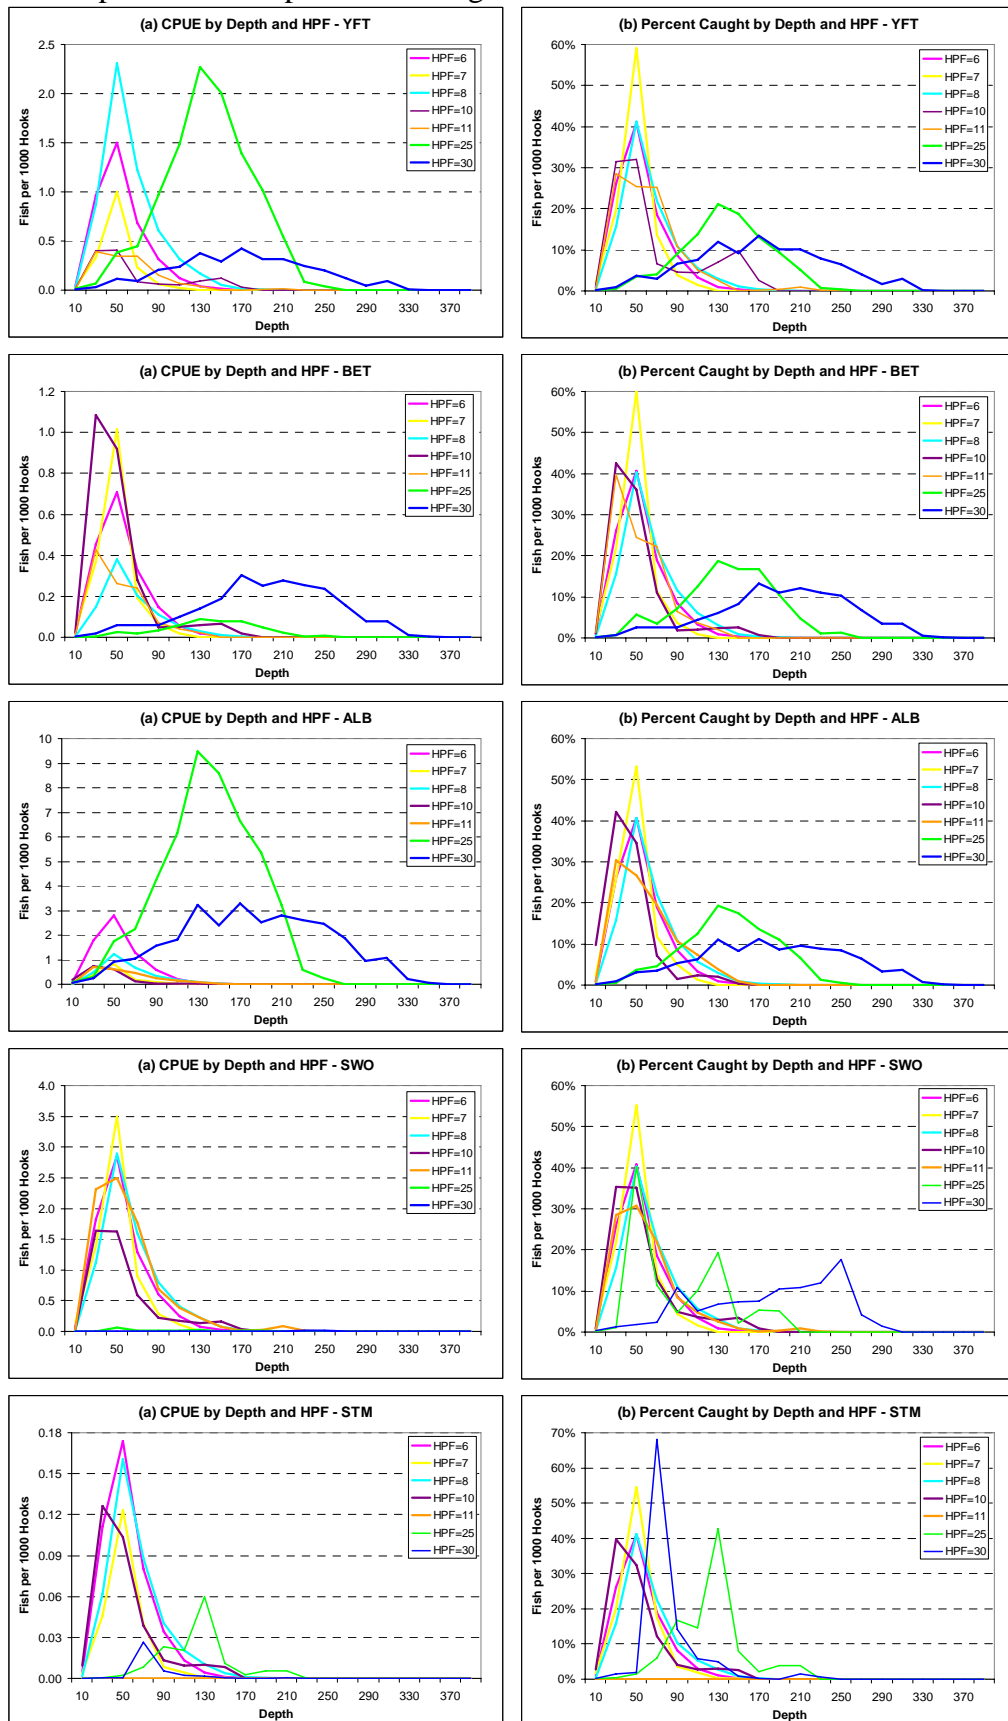 (a) CPUE by Depth and HPF - YFT
Fish per 1000 Hooks
2.5
2.0
1.5
1.0
0.5
0.0
HPF=6
HPF=7
HPF=8
HPF=10
HPF=11
HPF=25
HPF=30
10 50 90 130 170 210 250 290 330 370
Depth
(b) Percent Caught by Depth and HPF - YFT
Fish per 1000 Hooks
60%
50%
40%
30%
20%
10%
0%
HPF=6
HPF=7
HPF=8
HPF=10
HPF=11
HPF=25
HPF=30
10 50 90 130 170 210 250 290 330 370
Depth
(a) CPUE by Depth and HPF - BET
Fish per 1000 Hooks
1.2
1.0
0.8
0.6
0.4
0.2
0.0
HPF=6
HPF=7
HPF=8
HPF=10
HPF=11
HPF=25
HPF=30
10 50 90 130 170 210 250 290 330 370
Depth
(b) Percent Caught by Depth and HPF - BET
Fish per 1000 Hooks
60%
50%
40%
30%
20%
10%
0%
HPF=6
HPF=7
HPF=8
HPF=10
HPF=11
HPF=25
HPF=30
10 50 90 130 170 210 250 290 330 370
Depth
(a) CPUE by Depth and HPF - ALB
Fish per 1000 Hooks
10
9
8
7
6
5
4
3
2
1
0
HPF=6
HPF=7
HPF=8
HPF=10
HPF=11
HPF=25
HPF=30
10 50 90 130 170 210 250 290 330 370
Depth
(b) Percent Caught by Depth and HPF - ALB
Fish per 1000 Hooks
60%
50%
40%
30%
20%
10%
0%
HPF=6
HPF=7
HPF=8
HPF=10
HPF=11
HPF=25
HPF=30
10 50 90 130 170 210 250 290 330 370
Depth
(a) CPUE by Depth and HPF - SWO
Fish per 1000 Hooks
4.0
3.5
3.0
2.5
2.0
1.5
1.0
0.5
0.0
HPF=6
HPF=7
HPF=8
HPF=10
HPF=11
HPF=25
HPF=30
10 50 90 130 170 210 250 290 330 370
Depth
(b) Percent Caught by Depth and HPF - SWO
Fish per 1000 Hooks
60%
50%
40%
30%
20%
10%
0%
HPF=6
HPF=7
HPF=8
HPF=10
HPF=11
HPF=25
HPF=30
10 50 90 130 170 210 250 290 330 370
Depth
(a) CPUE by Depth and HPF - STM
Fish per 1000 Hooks
0.18
0.15
0.12
0.09
0.06
0.03
0.00
HPF=6
HPF=7
HPF=8
HPF=10
HPF=11
HPF=25
HPF=30
10 50 90 130 170 210 250 290 330 370
Depth
(b) Percent Caught by Depth and HPF - STM
Fish per 1000 Hooks
70%
60%
50%
40%
30%
20%
10%
0%
HPF=6
HPF=7
HPF=8
HPF=10
HPF=11
HPF=25
HPF=30
10 50 90 130 170 210 250 290 330 370
Depth